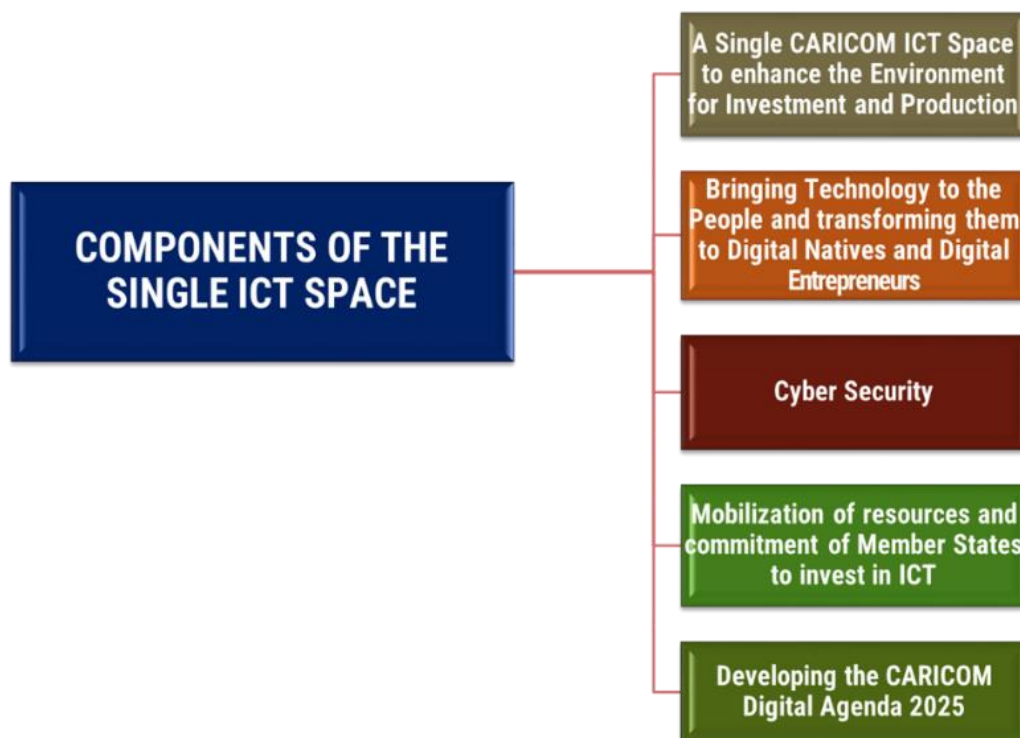 COMPONENTS OF THE
SINGLE ICT SPACE
A Single CARICOM ICT Space
to enhance the Environment
for Investment and Production
Bringing Technology to the
People and transforming them
to Digital Natives and Digital
Entrepreneurs
Cyber Security
Mobilization of resources and
commitment of Member States
to invest in ICT
Developing the CARICOM
Digital Agenda 2025